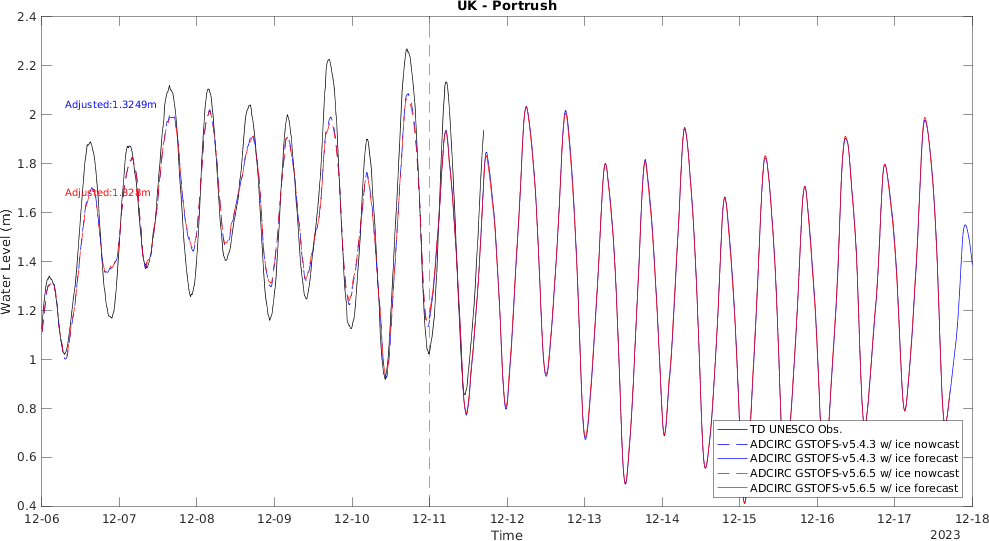 UK - Portrush
2.4
2.2
2
1.8
1.6
1.4
1.2
1
0.8
0.6
0.4
Water Level (m)
Adjusted:1.3249m
Adjusted:1.328m
TD UNESCO Obs.
ADCIRC GSTOFS-v5.4.3 w/ ice nowcast
ADCIRC GSTOFS-v5.4.3 w/ ice forecast
ADCIRC GSTOFS-v5.6.5 w/ ice nowcast
ADCIRC GSTOFS-v5.6.5 w/ ice forecast
12-06 12-07 12-08 12-09 12-10 12-11 12-12 12-13 12-14 12-15 12-16 12-17 12-18
Time
2023